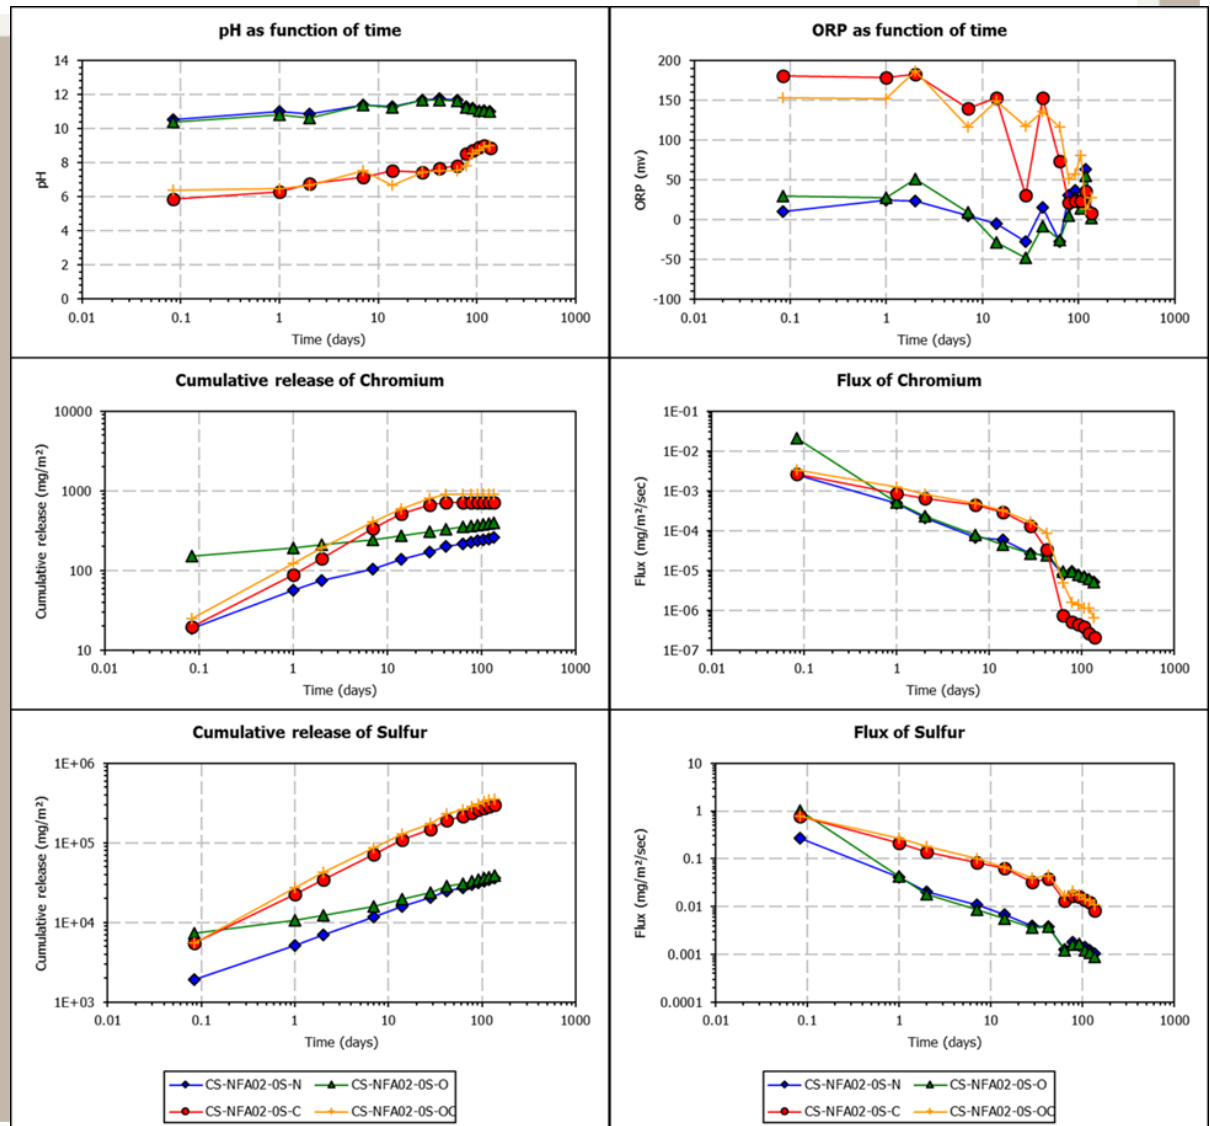 pH as function of time
14
12
10
8
6
4
2
0
pH
0.01 0.1 1 10 100 1000
Time (days)
ORP as function of time
200
150
100
50
0
-50
-100
ORP (mv)
0.01 0.1 1 10 100 1000
Time (days)
Cumulative release of Chromium
10000
1000
100
10
Cumulative release (mg/m²)
0.01 0.1 1 10 100 1000
Time (days)
Flux of Chromium
1E-01
1E-02
1E-03
1E-04
1E-05
1E-06
1E-07
Flux (mg/m²/sec)
0.01 0.1 1 10 100 1000
Time (days)
Cumulative release of Sulfur
1E+06
1E+05
1E+04
1E+03
Cumulative release (mg/m²)
0.01 0.1 1 10 100 1000
Time (days)
Flux of Sulfur
10
1
0.1
0.01
0.001
0.0001
Flux (mg/m²/sec)
0.01 0.1 1 10 100 1000
Time (days)
CS-NFA02-0S-N CS-NFA02-0S-O
CS-NFA02-0S-C CS-NFA02-0S-OC
CS-NFA02-0S-N CS-NFA02-0S-O
CS-NFA02-0S-C CS-NFA02-0S-OC